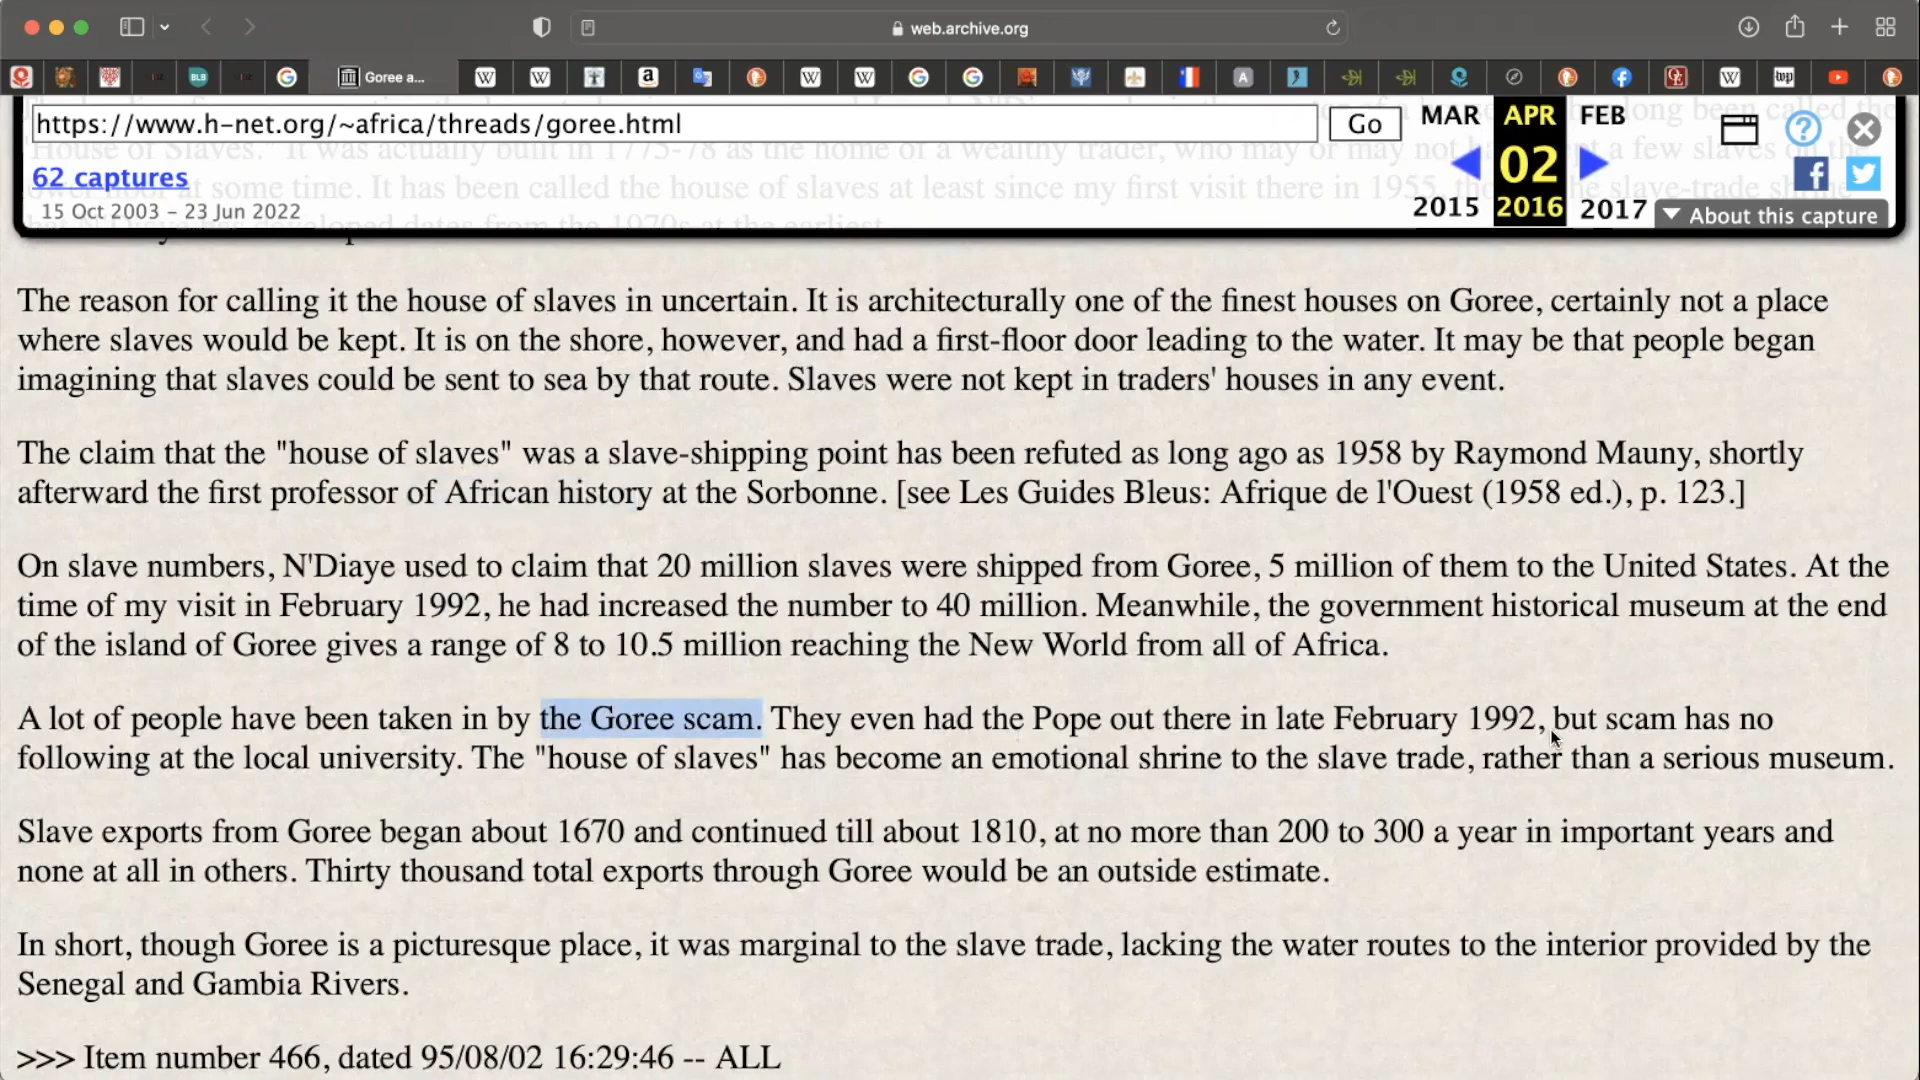 web.archive.org
BLB
Goree a...
https://www.h-net.org/~africa/threads/goree.html
Go
MAR
APR
FEB
62 captures
02
15 Oct 2003 – 23 Jun 2022
2015
2016
2017
About this capture
The reason for calling it the house of slaves in uncertain. It is architecturally one of the finest houses on Goree, certainly not a place
where slaves would be kept. It is on the shore, however, and had a first-floor door leading to the water. It may be that people began
imagining that slaves could be sent to sea by that route. Slaves were not kept in traders' houses in any event.
The claim that the "house of slaves" was a slave-shipping point has been refuted as long ago as 1958 by Raymond Mauny, shortly
afterward the first professor of African history at the Sorbonne. [see Les Guides Bleus: Afrique de l'Ouest (1958 ed.), p. 123.]
On slave numbers, N'Diaye used to claim that 20 million slaves were shipped from Goree, 5 million of them to the United States. At the
time of my visit in February 1992, he had increased the number to 40 million. Meanwhile, the government historical museum at the end
of the island of Goree gives a range of 8 to 10.5 million reaching the New World from all of Africa.
A lot of people have been taken in by the Goree scam. They even had the Pope out there in late February 1992, but scam has no
following at the local university. The "house of slaves" has become an emotional shrine to the slave trade, rather than a serious museum.
Slave exports from Goree began about 1670 and continued till about 1810, at no more than 200 to 300 a year in important years and
none at all in others. Thirty thousand total exports through Goree would be an outside estimate.
In short, though Goree is a picturesque place, it was marginal to the slave trade, lacking the water routes to the interior provided by the
Senegal and Gambia Rivers.
>>> Item number 466, dated 95/08/02 16:29:46 -- ALL